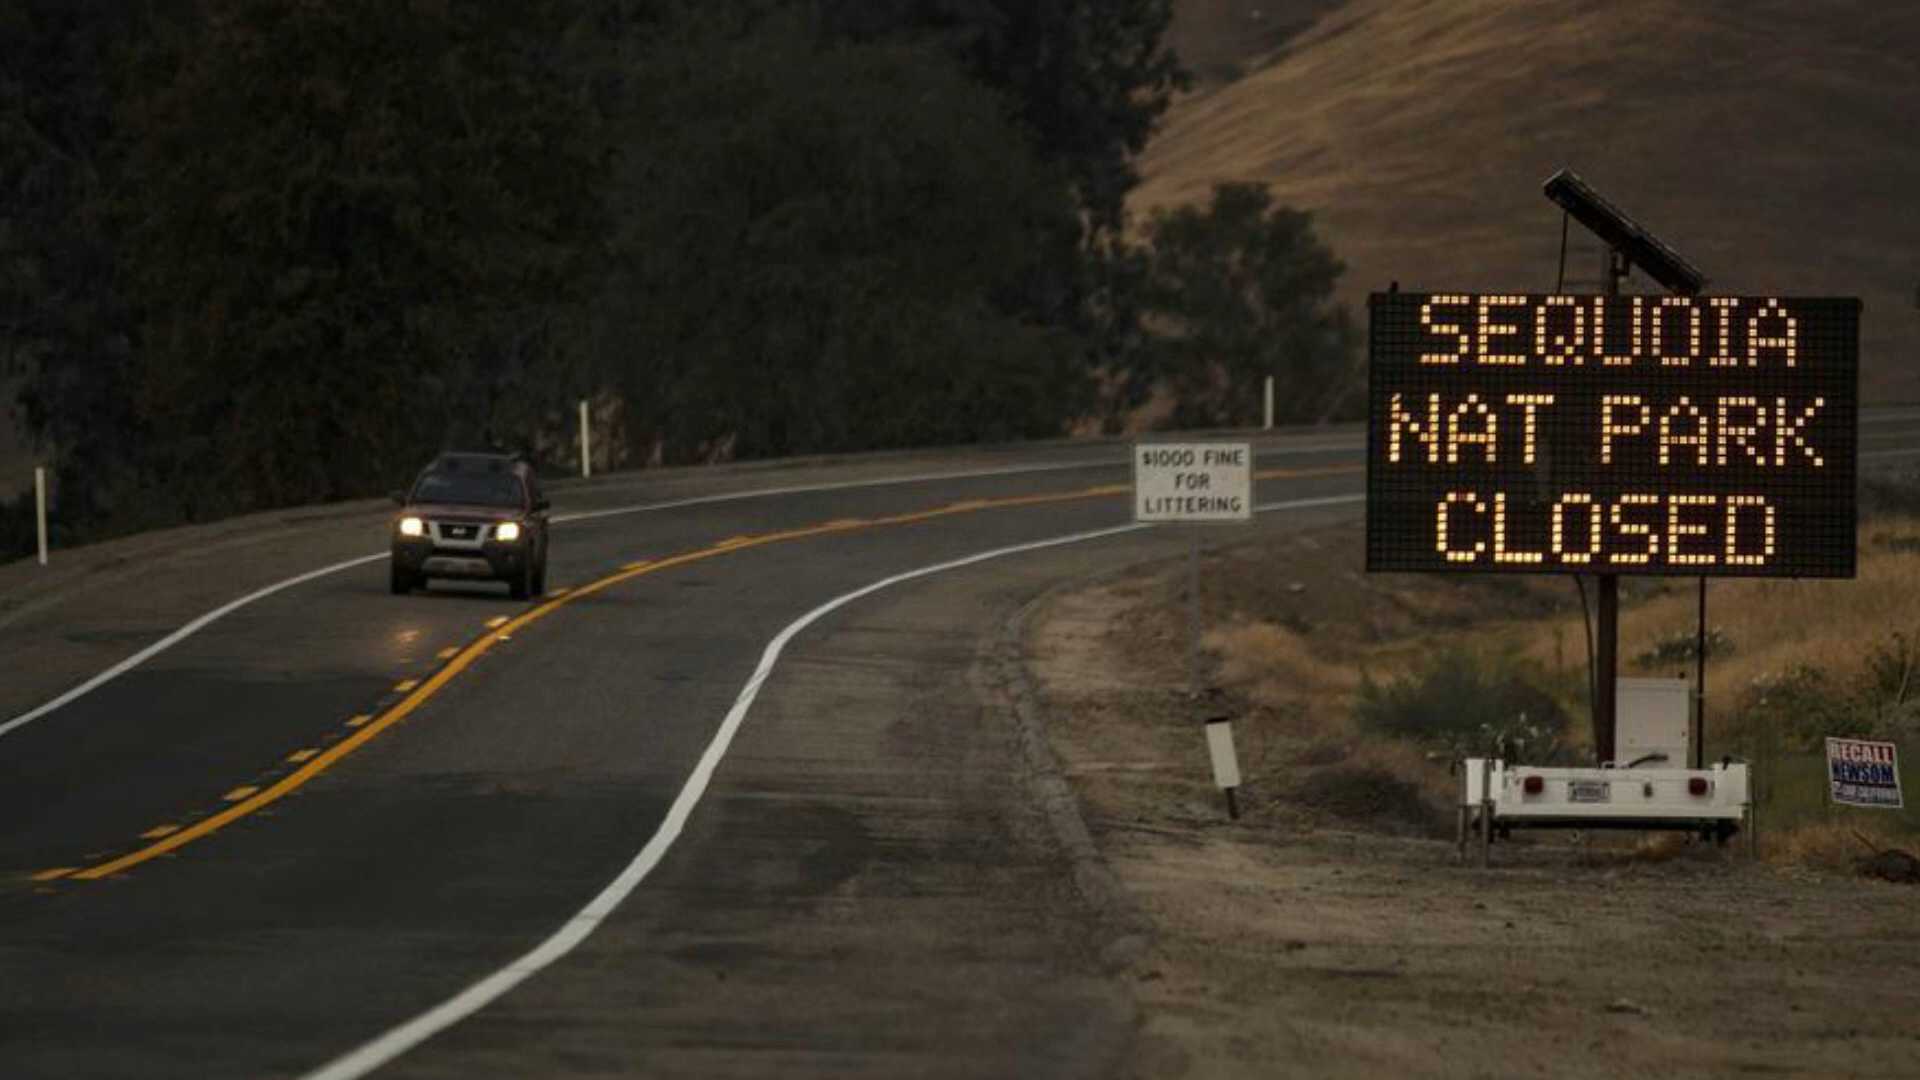 SEQUOIA
NAT PARK
CLOSED
$1000 FINE
FOR
LITTERING
RECALL
NEWSOM